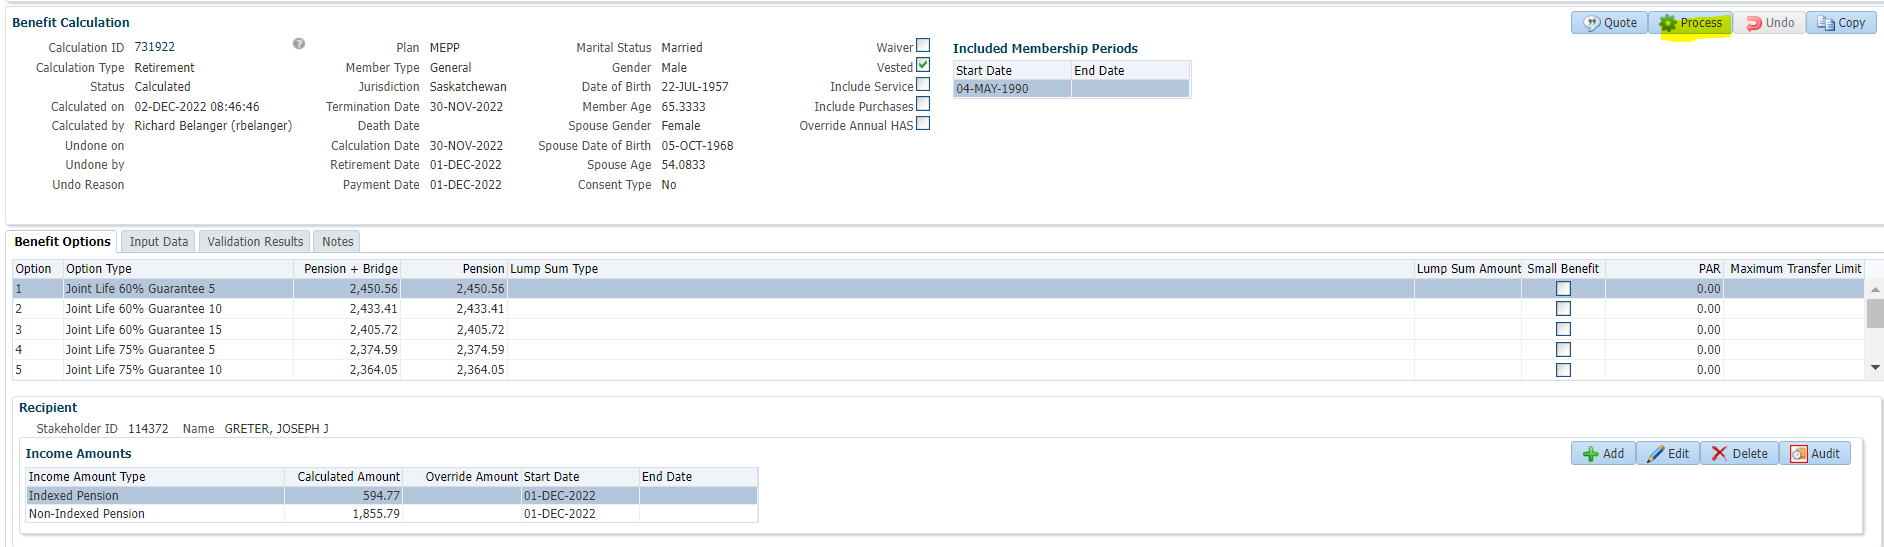 Benefit Calculation
Quote Process Undo Copy
Calculation ID 731922 Plan MEPP Marital Status Married Waiver Included Membership Periods
Calculation Type Retirement Member Type General Gender Male Vested Start Date End Date
Status Calculated Jurisdiction Saskatchewan Date of Birth 22-JUL-1957 Include Service 04-MAY-1990
Calculated on 02-DEC-2022 08:46:46 Termination Date 30-NOV-2022 Member Age 65.3333 Include Purchases
Calculated by Richard Belanger (rbelanger) Death Date Spouse Gender Female Override Annual HAS
Undone on Calculation Date 30-NOV-2022 Spouse Date of Birth 05-OCT-1968
Undone by Retirement Date 01-DEC-2022 Spouse Age 54.0833
Undo Reason Payment Date 01-DEC-2022 Consent Type No
Benefit Options Input Data Validation Results Notes
Option Option Type Pension + Bridge Pension Lump Sum Type Lump Sum Amount Small Benefit PAR Maximum Transfer Limit
1 Joint Life 60% Guarantee 5 2,450.56 2,450.56 0.00
2 Joint Life 60% Guarantee 10 2,433.41 2,433.41 0.00
3 Joint Life 60% Guarantee 15 2,405.72 2,405.72 0.00
4 Joint Life 75% Guarantee 5 2,374.59 2,374.59 0.00
5 Joint Life 75% Guarantee 10 2,364.05 2,364.05 0.00
Recipient
Stakeholder ID 114372 Name GRETER, JOSEPH J
Income Amounts Add Edit Delete Audit
Income Amount Type Calculated Amount Override Amount Start Date End Date
Indexed Pension 594.77 01-DEC-2022
Non-Indexed Pension 1,855.79 01-DEC-2022